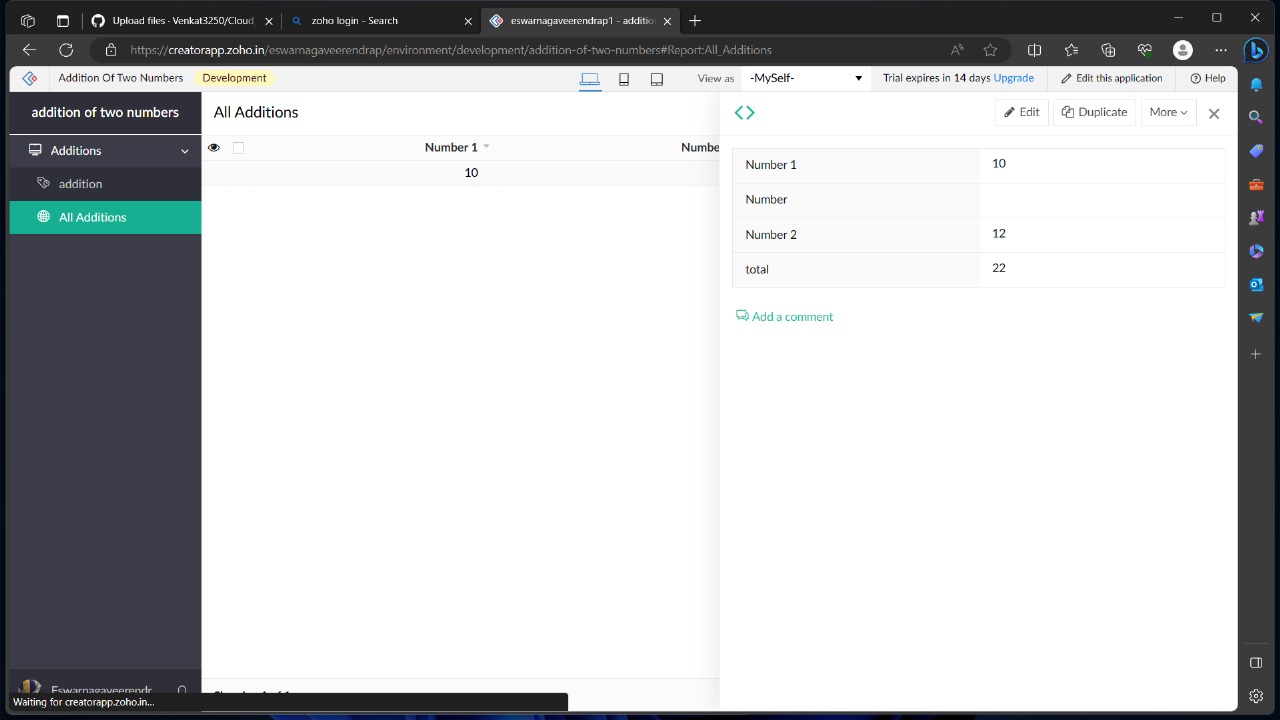 Upload files · Venkat3250/Cloud
zoho login - Search
eswarnagaveerendrap1 - additio
https://creatorapp.zoho.in/eswarnagaveerendrap/environment/development/addition-of-two-numbers#Report:All_Additions
Addition Of Two Numbers
Development
View as
-MySelf-
Trial expires in 14 days Upgrade
Edit this application
Help
addition of two numbers
Additions
addition
All Additions
All Additions
Number 1
Numbe
10
Edit
Duplicate
More
Number 1
10
Number
Number 2
12
total
22
Add a comment
Eswarnagaveerendr
Waiting for creatorapp.zoho.in...